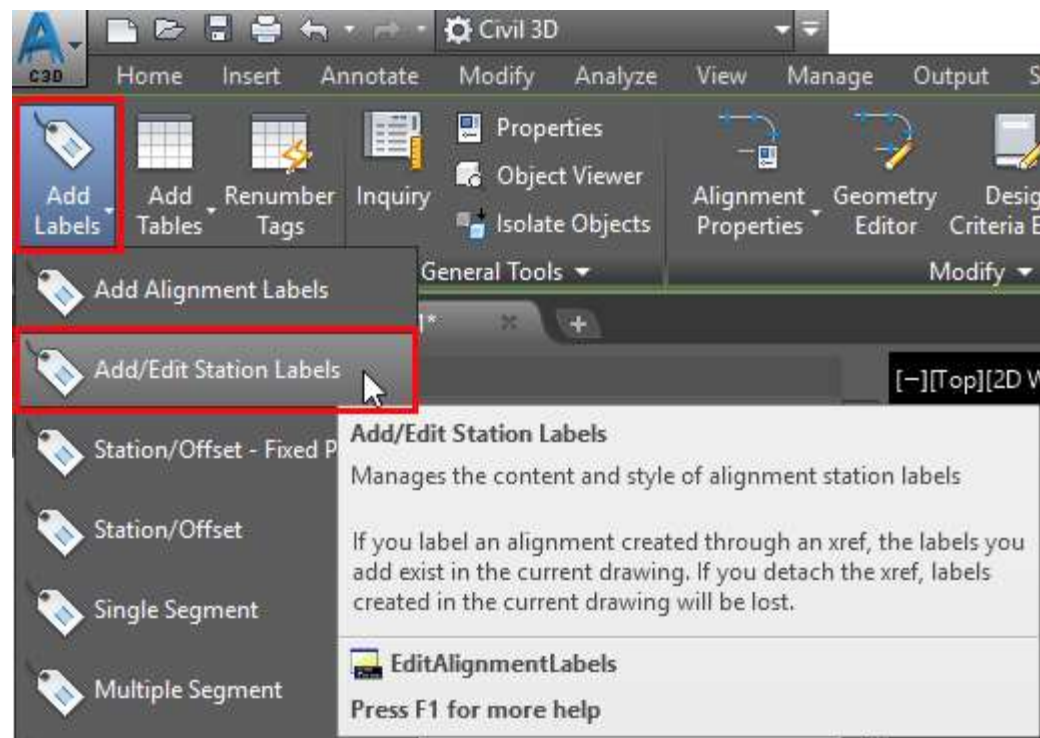 Civil 3D
C3D
Home Insert Annotate Modify Analyze View Manage Output S
Add Labels
Add Tables
Renumber Tags
Inquiry
Properties
Object Viewer
Isolate Objects
Alignment Properties
Geometry Editor
Desig
Criteria E
General Tools
Modify
Add Alignment Labels
Add/Edit Station Labels
[–][Top][2D W
Station/Offset - Fixed P
Station/Offset
Single Segment
Multiple Segment
Add/Edit Station Labels
Manages the content and style of alignment station labels
If you label an alignment created through an xref, the labels you
add exist in the current drawing. If you detach the xref, labels
created in the current drawing will be lost.
EditAlignmentLabels
Press F1 for more help